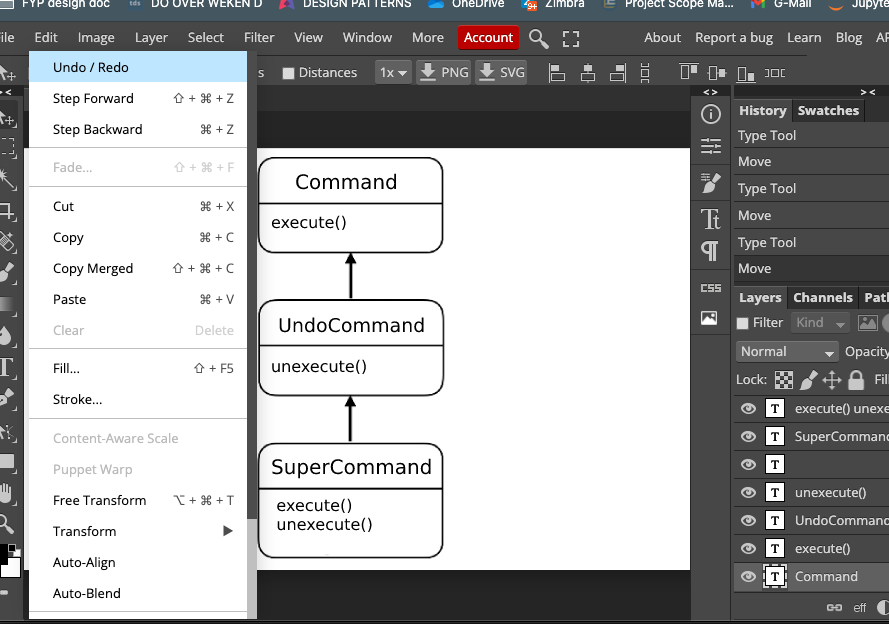 FYP design doc
DO OVER WEKEN D
DESIGN PATTERNS
OneDrive
Zimbra
Project Scope Ma...
G-Mail
Jupyte
ile Edit Image Layer Select Filter View Window More Account About Report a bug Learn Blog AP
s Distances 1x PNG SVG
Undo / Redo
Step Forward ⇧ + ⌘ + Z
Step Backward ⌘ + Z
Fade... ⇧ + ⌘ + F
Cut ⌘ + X
Copy ⌘ + C
Copy Merged ⇧ + ⌘ + C
Paste ⌘ + V
Clear Delete
Fill... ⇧ + F5
Stroke...
Content-Aware Scale
Puppet Warp
Free Transform ⌥ + ⌘ + T
Transform
Auto-Align
Auto-Blend
Command
execute()
UndoCommand
unexecute()
SuperCommand
execute()
unexecute()
CSS
History Swatches
Type Tool
Move
Type Tool
Move
Type Tool
Move
Layers Channels Pat
Filter Kind
Normal Opacity
Lock: Fil
execute() unexe
SuperCommand
unexecute()
UndoCommand
execute()
Command
eff